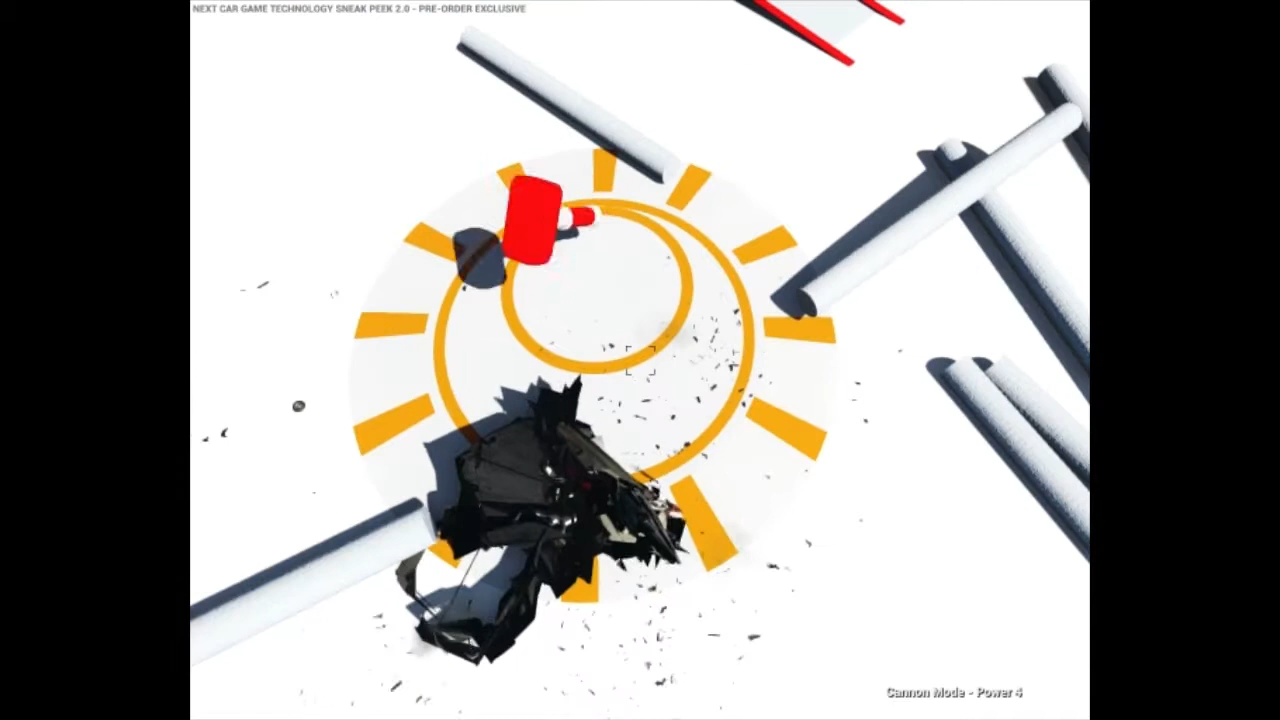 NEXT CAR GAME TECHNOLOGY SNEAK PEEK 2.0 - PRE-ORDER EXCLUSIVE
Cannon Mode - Power 4